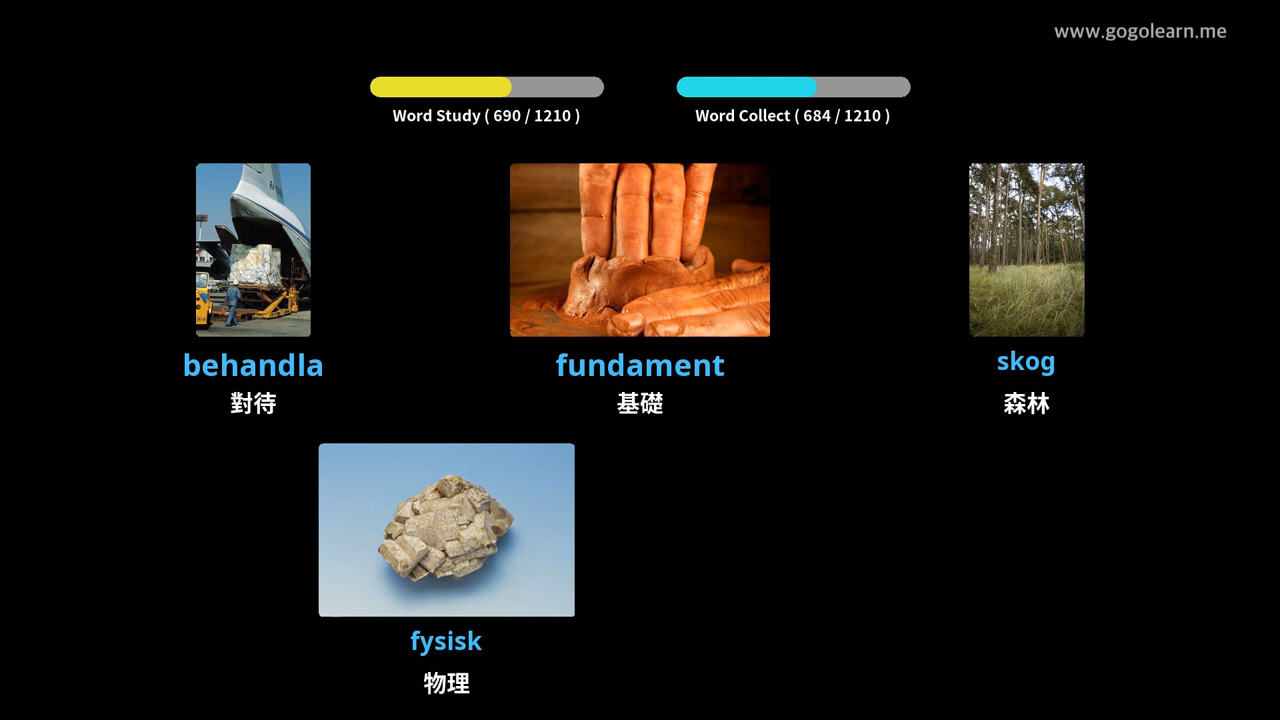 www.gogolearn.me
Word Study ( 690 / 1210 )
Word Collect ( 684 / 1210 )
behandla
對待
fundament
基礎
skog
森林
fysisk
物理